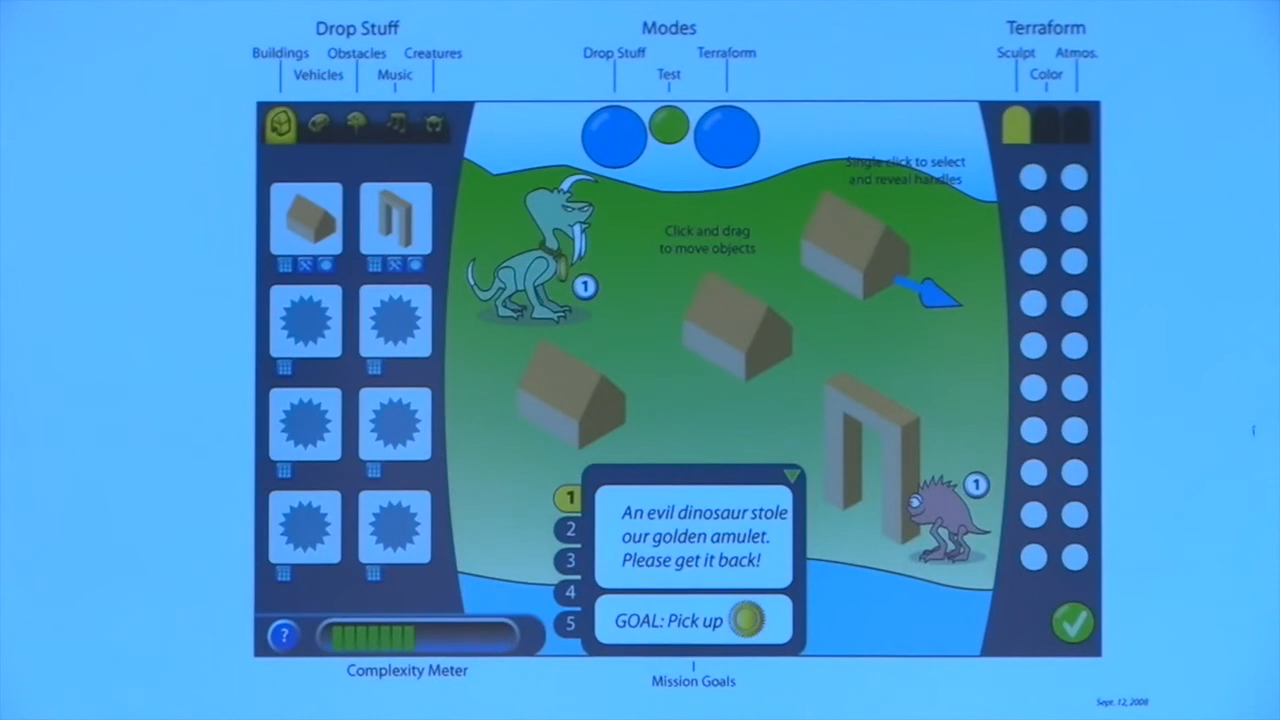 Drop Stuff
Modes
Terraform
Buildings
Obstacles
Creatures
Drop Stuff
Terraform
Sculpt
Atmos.
Vehicles
Music
Test
Color
Single click to select
and reveal handles
Click and drag
to move objects
1
1
1
2
3
4
5
An evil dinosaur stole
our golden amulet.
Please get it back!
GOAL: Pick up
?
Complexity Meter
Mission Goals
Sept. 12, 2008